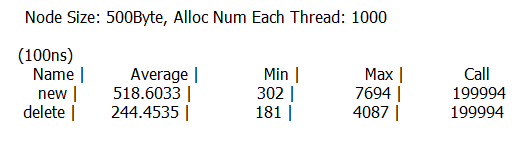 Node Size: 500Byte, Alloc Num Each Thread: 1000
(100ns)
Name | Average | Min | Max | Call
new | 518.6033 | 302 | 7694 | 199994
delete | 244.4535 | 181 | 4087 | 199994